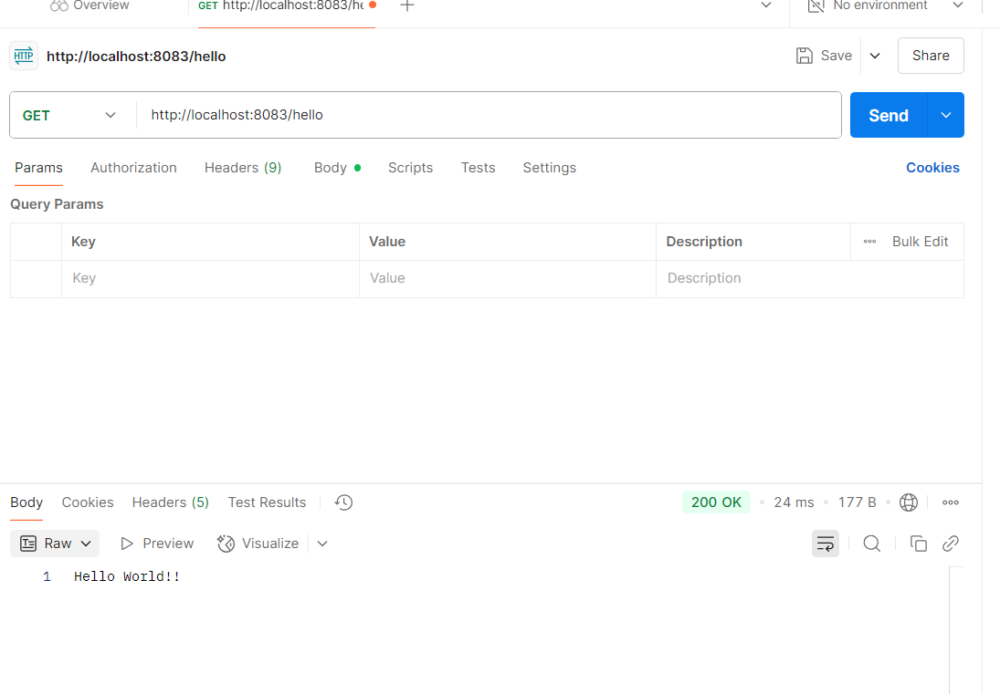 Overview GET http://localhost:8083/he No environment
HTTP http://localhost:8083/hello Save Share
GET http://localhost:8083/hello Send
Params Authorization Headers (9) Body Scripts Tests Settings Cookies
Query Params
Key Value Description Bulk Edit
Key Value Description
Body Cookies Headers (5) Test Results 200 OK 24 ms 177 B
Raw Preview Visualize
1 Hello World!!